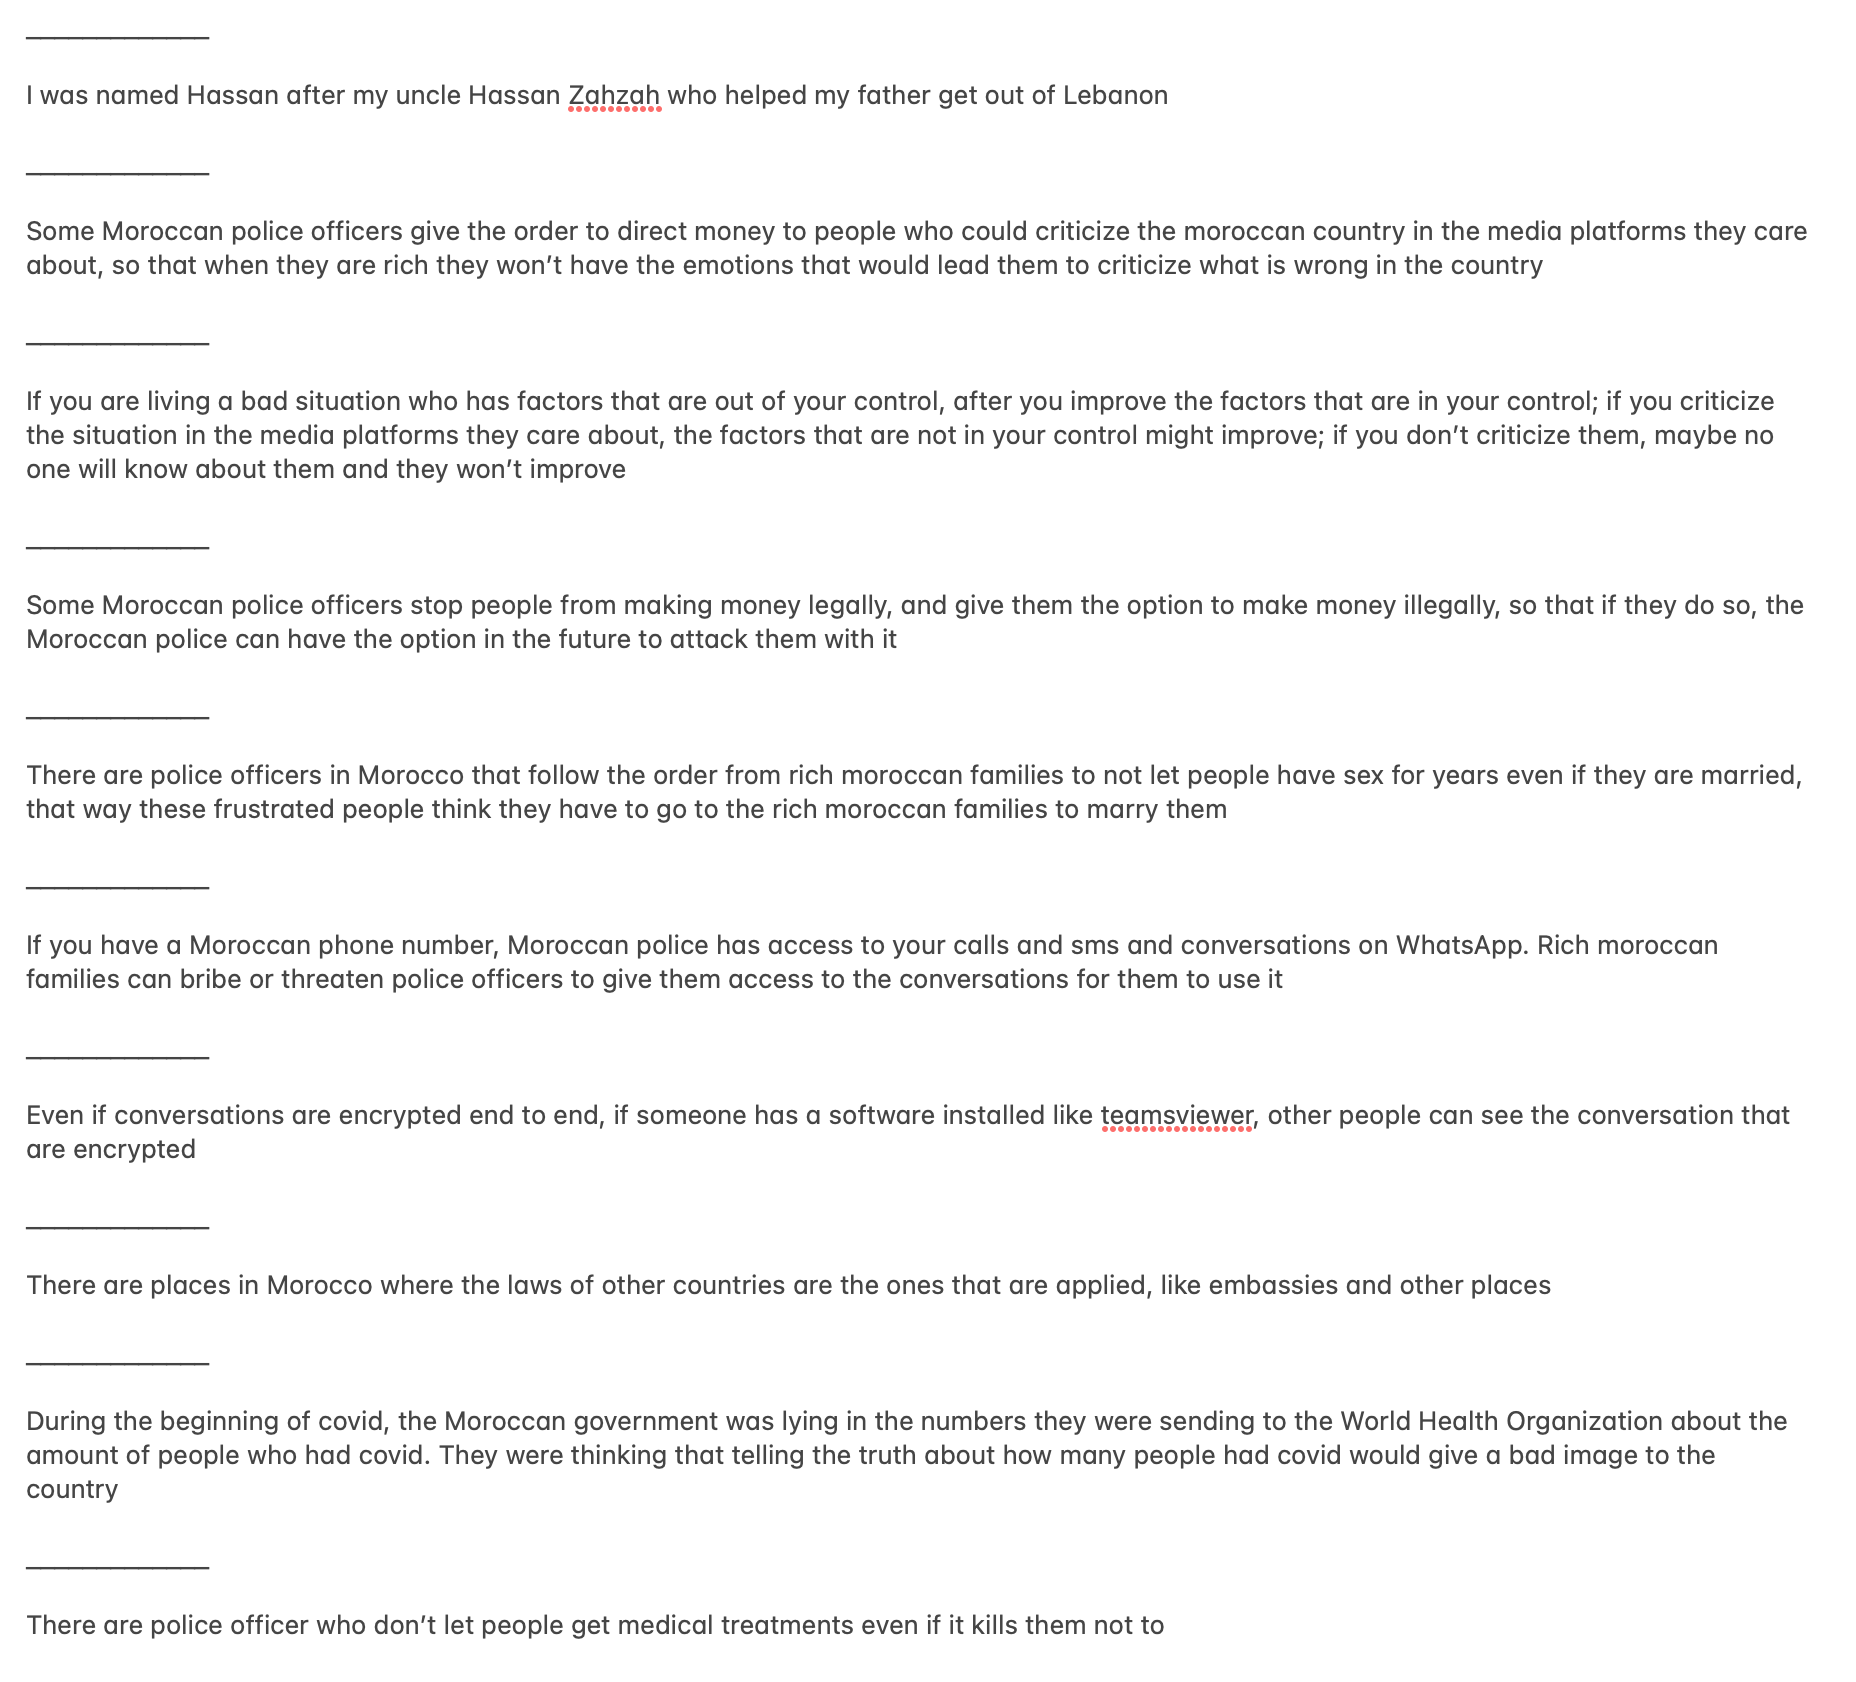 _____________
I was named Hassan after my uncle Hassan Zahzah who helped my father get out of Lebanon
_____________
Some Moroccan police officers give the order to direct money to people who could criticize the moroccan country in the media platforms they care
about, so that when they are rich they won’t have the emotions that would lead them to criticize what is wrong in the country
_____________
If you are living a bad situation who has factors that are out of your control, after you improve the factors that are in your control; if you criticize
the situation in the media platforms they care about, the factors that are not in your control might improve; if you don’t criticize them, maybe no
one will know about them and they won’t improve
_____________
Some Moroccan police officers stop people from making money legally, and give them the option to make money illegally, so that if they do so, the
Moroccan police can have the option in the future to attack them with it
_____________
There are police officers in Morocco that follow the order from rich moroccan families to not let people have sex for years even if they are married,
that way these frustrated people think they have to go to the rich moroccan families to marry them
_____________
If you have a Moroccan phone number, Moroccan police has access to your calls and sms and conversations on WhatsApp. Rich moroccan
families can bribe or threaten police officers to give them access to the conversations for them to use it
_____________
Even if conversations are encrypted end to end, if someone has a software installed like teamsviewer, other people can see the conversation that
are encrypted
_____________
There are places in Morocco where the laws of other countries are the ones that are applied, like embassies and other places
_____________
During the beginning of covid, the Moroccan government was lying in the numbers they were sending to the World Health Organization about the
amount of people who had covid. They were thinking that telling the truth about how many people had covid would give a bad image to the
country
_____________
There are police officer who don’t let people get medical treatments even if it kills them not to